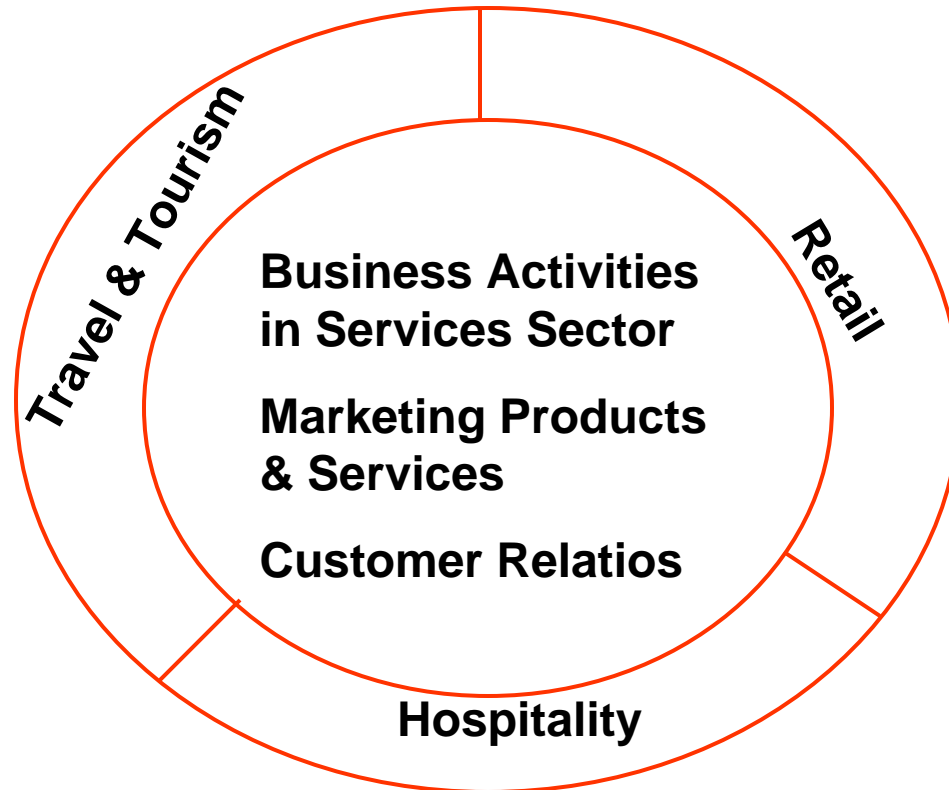 Travel & Tourism
Retail
Business Activities
in Services Sector
Marketing Products
& Services
Customer Relatios
Hospitality